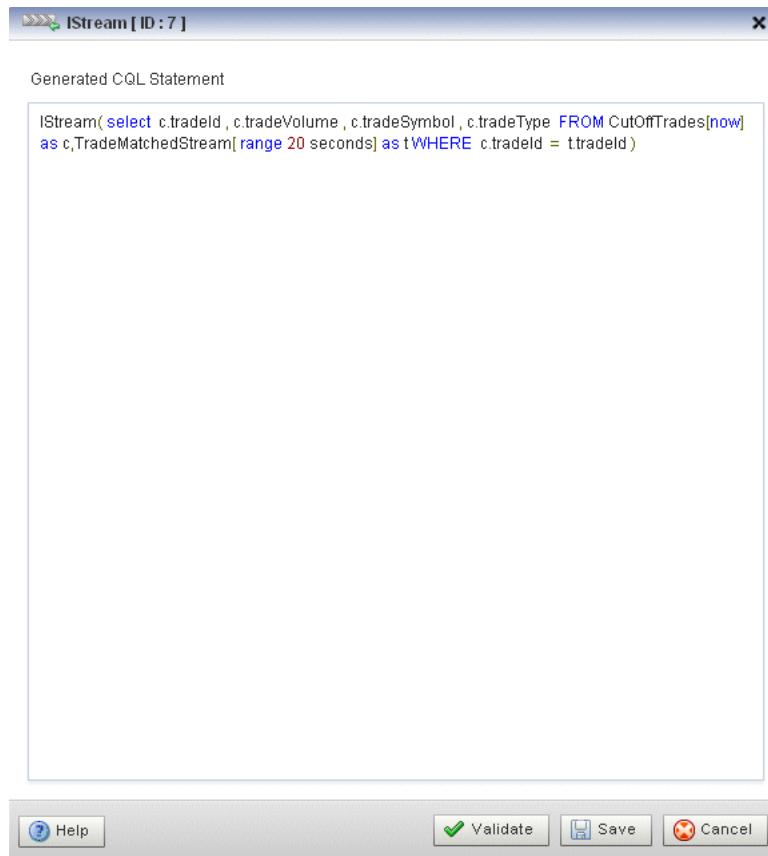 IStream [ ID : 7 ]
Generated CQL Statement
IStream( select c.tradeId , c.tradeVolume , c.tradeSymbol , c.tradeType FROM CutOffTrades[now]
as c,TradeMatchedStream[ range 20 seconds] as t WHERE c.tradeId = t.tradeId )
Help Validate Save Cancel